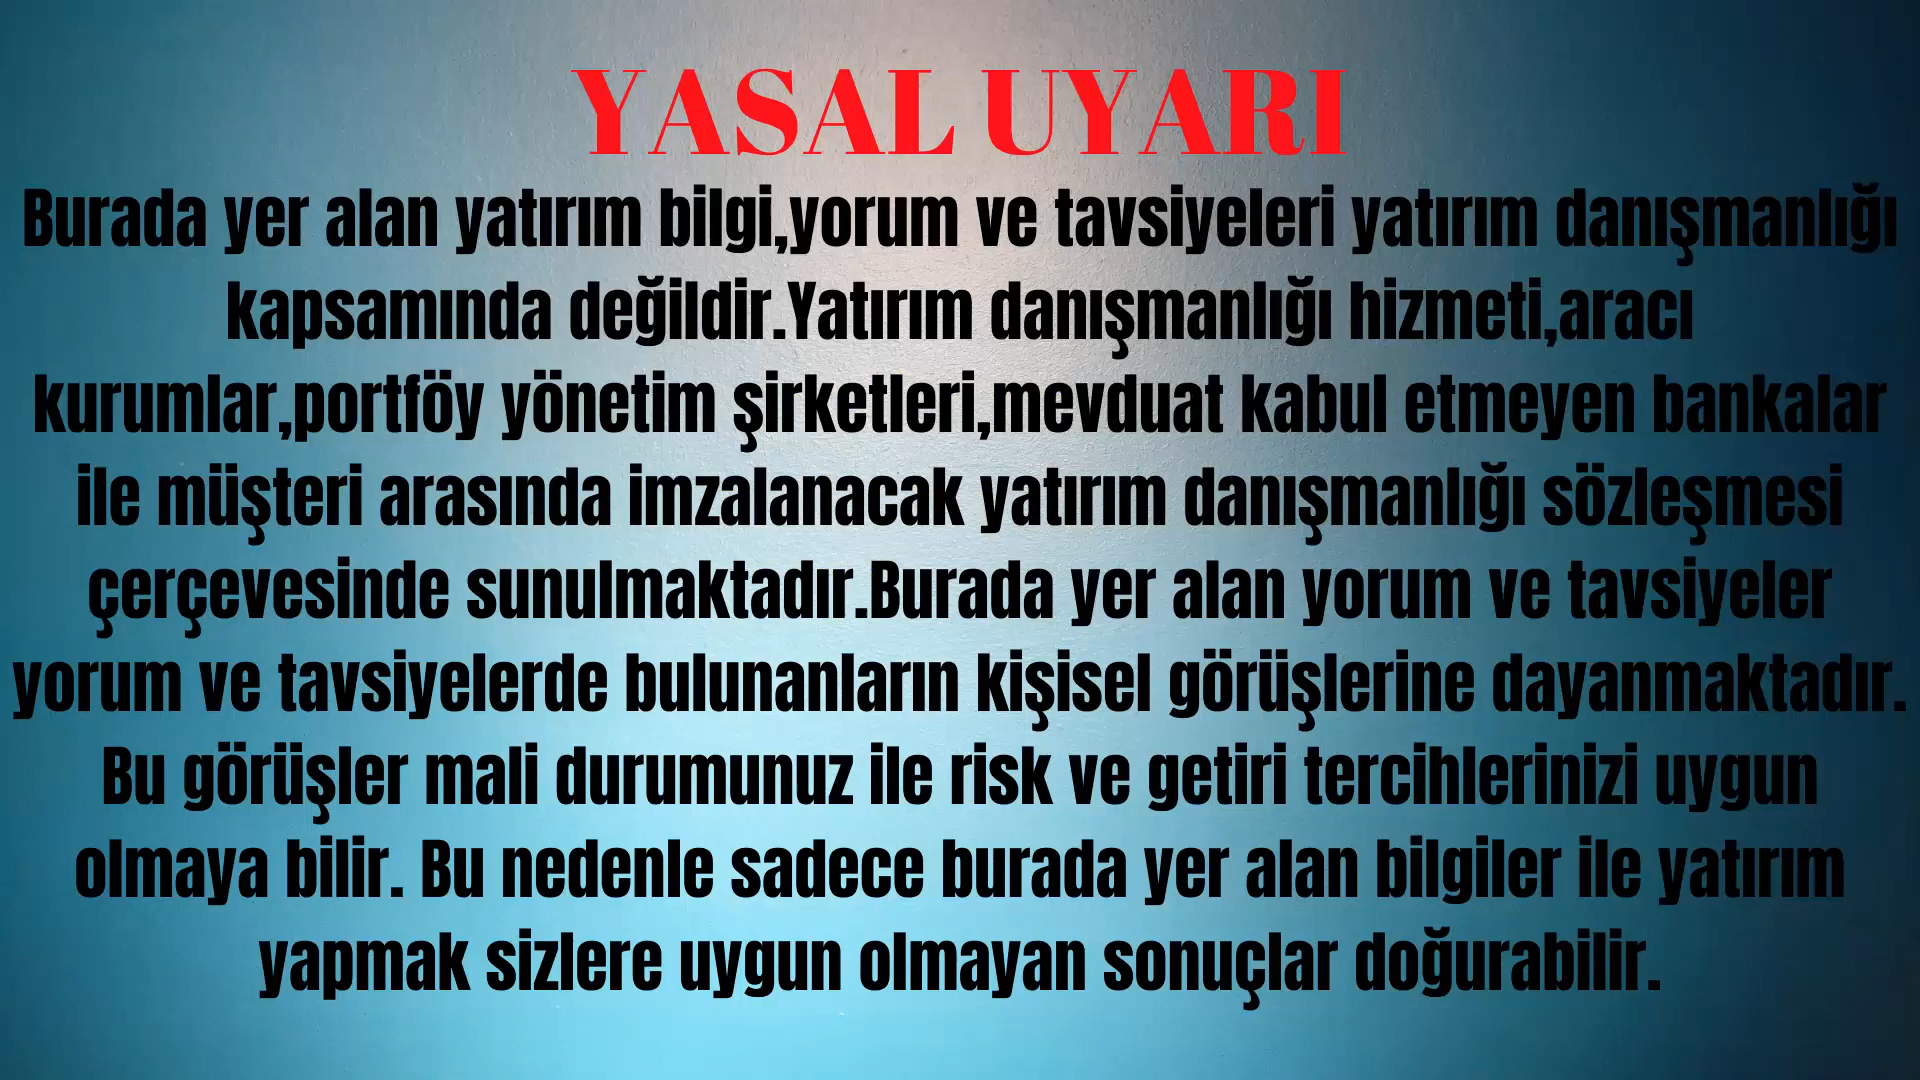 YASAL UYARI
Burada yer alan yatırım bilgi,yorum ve tavsiyeleri yatırım danışmanlığı
kapsamında değildir.Yatırım danışmanlığı hizmeti,aracı
kurumlar,portföy yönetim şirketleri,mevduat kabul etmeyen bankalar
ile müşteri arasında imzalanacak yatırım danışmanlığı sözleşmesi
çerçevesinde sunulmaktadır.Burada yer alan yorum ve tavsiyeler
yorum ve tavsiyelerde bulunanların kişisel görüşlerine dayanmaktadır.
Bu görüşler mali durumunuz ile risk ve getiri tercihlerinizi uygun
olmaya bilir. Bu nedenle sadece burada yer alan bilgiler ile yatırım
yapmak sizlere uygun olmayan sonuçlar doğurabilir.